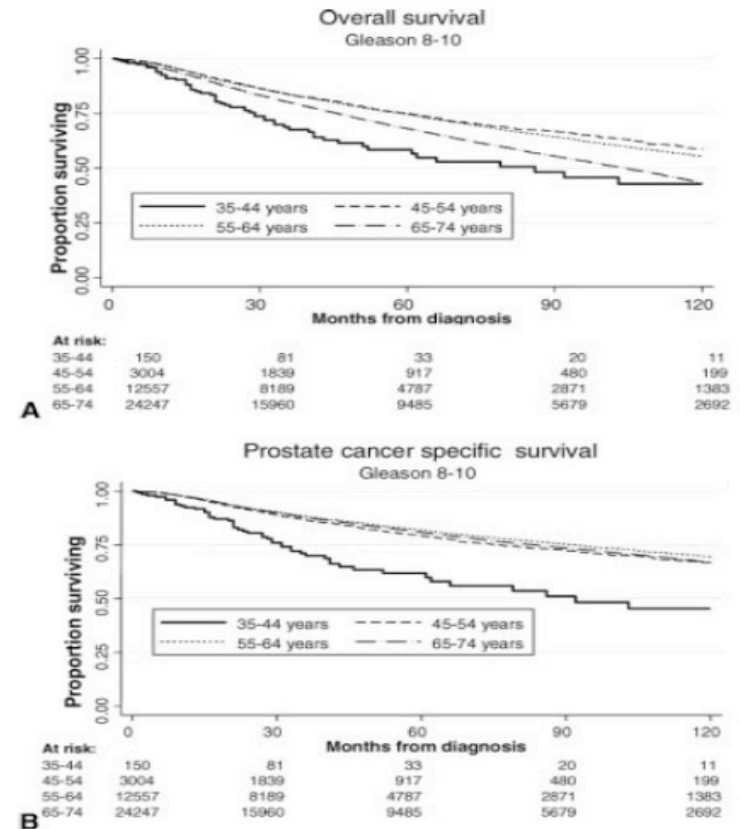 Overall survival
Gleason 8-10
Proportion surviving
1.00
0.75
0.50
0.25
0.00
35-44 years 45-54 years
55-64 years 65-74 years
0 30 60 90 120
Months from diagnosis
At risk:
35-44 150 81 33 20 11
45-54 3004 1839 917 480 199
55-64 12557 8189 4787 2871 1383
65-74 24247 15960 9485 5679 2692
A
Prostate cancer specific survival
Gleason 8-10
Proportion surviving
1.00
0.75
0.50
0.25
0.00
35-44 years 45-54 years
55-64 years 65-74 years
0 30 60 90 120
Months from diagnosis
At risk:
35-44 150 81 33 20 11
45-54 3004 1839 917 480 199
55-64 12557 8189 4787 2871 1383
65-74 24247 15960 9485 5679 2692
B